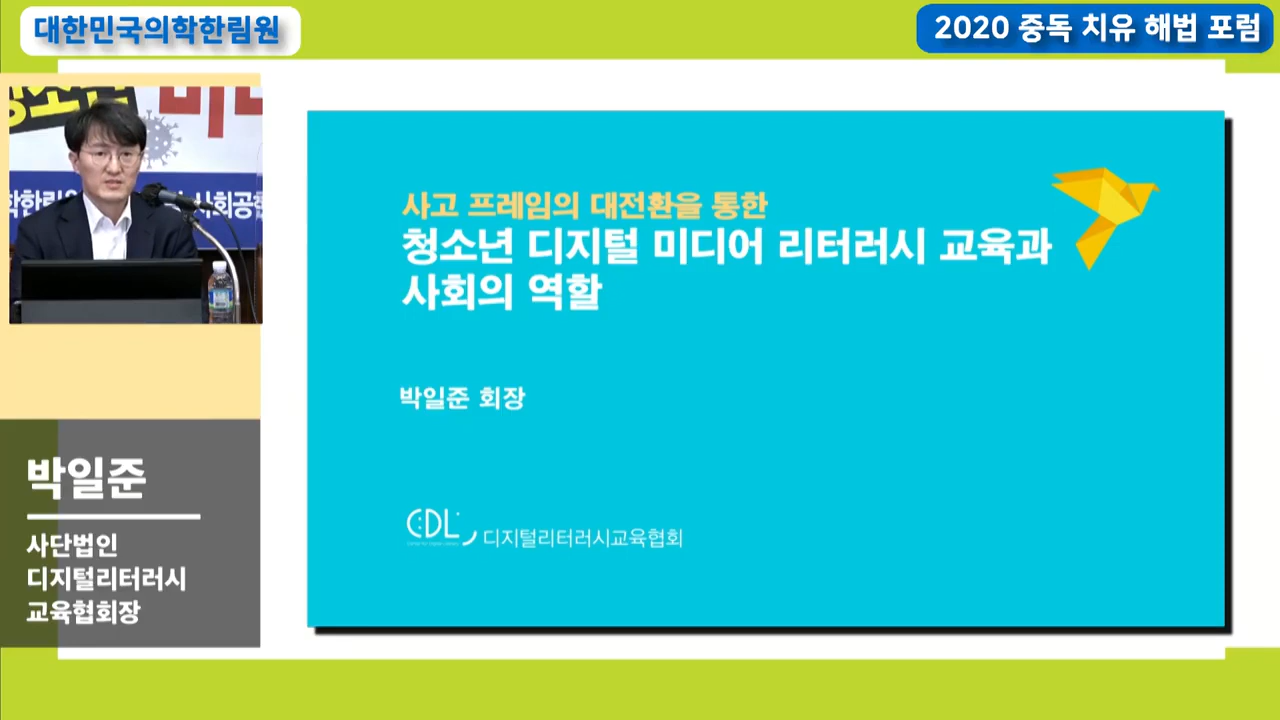 대한민국의학한림원
2020 중독 치유 해법 포럼
사고 프레임의 대전환을 통한
청소년 디지털 미디어 리터러시 교육과
사회의 역할
박일준 회장
CDL 디지털리터러시교육협회
박일준
사단법인
디지털리터러시
교육협회장